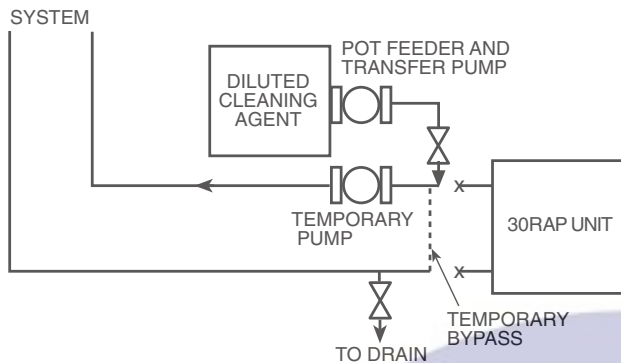 SYSTEM
POT FEEDER AND
TRANSFER PUMP
DILUTED
CLEANING
AGENT
x
TEMPORARY
PUMP
30RAP UNIT
x
TEMPORARY
BYPASS
TO DRAIN